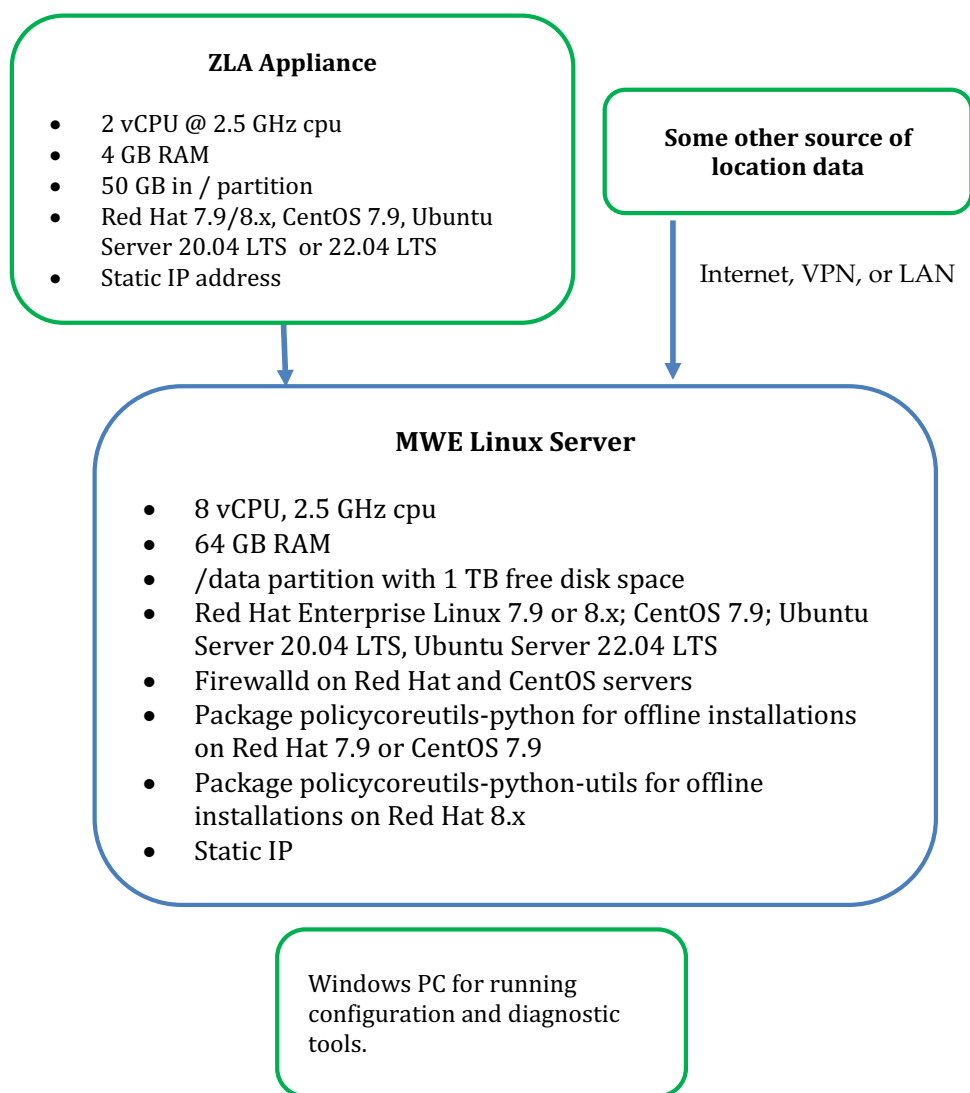 ZLA Appliance
• 2 vCPU @ 2.5 GHz cpu
• 4 GB RAM
• 50 GB in / partition
• Red Hat 7.9/8.x, CentOS 7.9, Ubuntu
Server 20.04 LTS or 22.04 LTS
• Static IP address
Some other source of
location data
Internet, VPN, or LAN
MWE Linux Server
• 8 vCPU, 2.5 GHz cpu
• 64 GB RAM
• /data partition with 1 TB free disk space
• Red Hat Enterprise Linux 7.9 or 8.x; CentOS 7.9; Ubuntu
Server 20.04 LTS, Ubuntu Server 22.04 LTS
• Firewalld on Red Hat and CentOS servers
• Package policycoreutils-python for offline installations
on Red Hat 7.9 or CentOS 7.9
• Package policycoreutils-python-utils for offline
installations on Red Hat 8.x
• Static IP
Windows PC for running
configuration and diagnostic
tools.